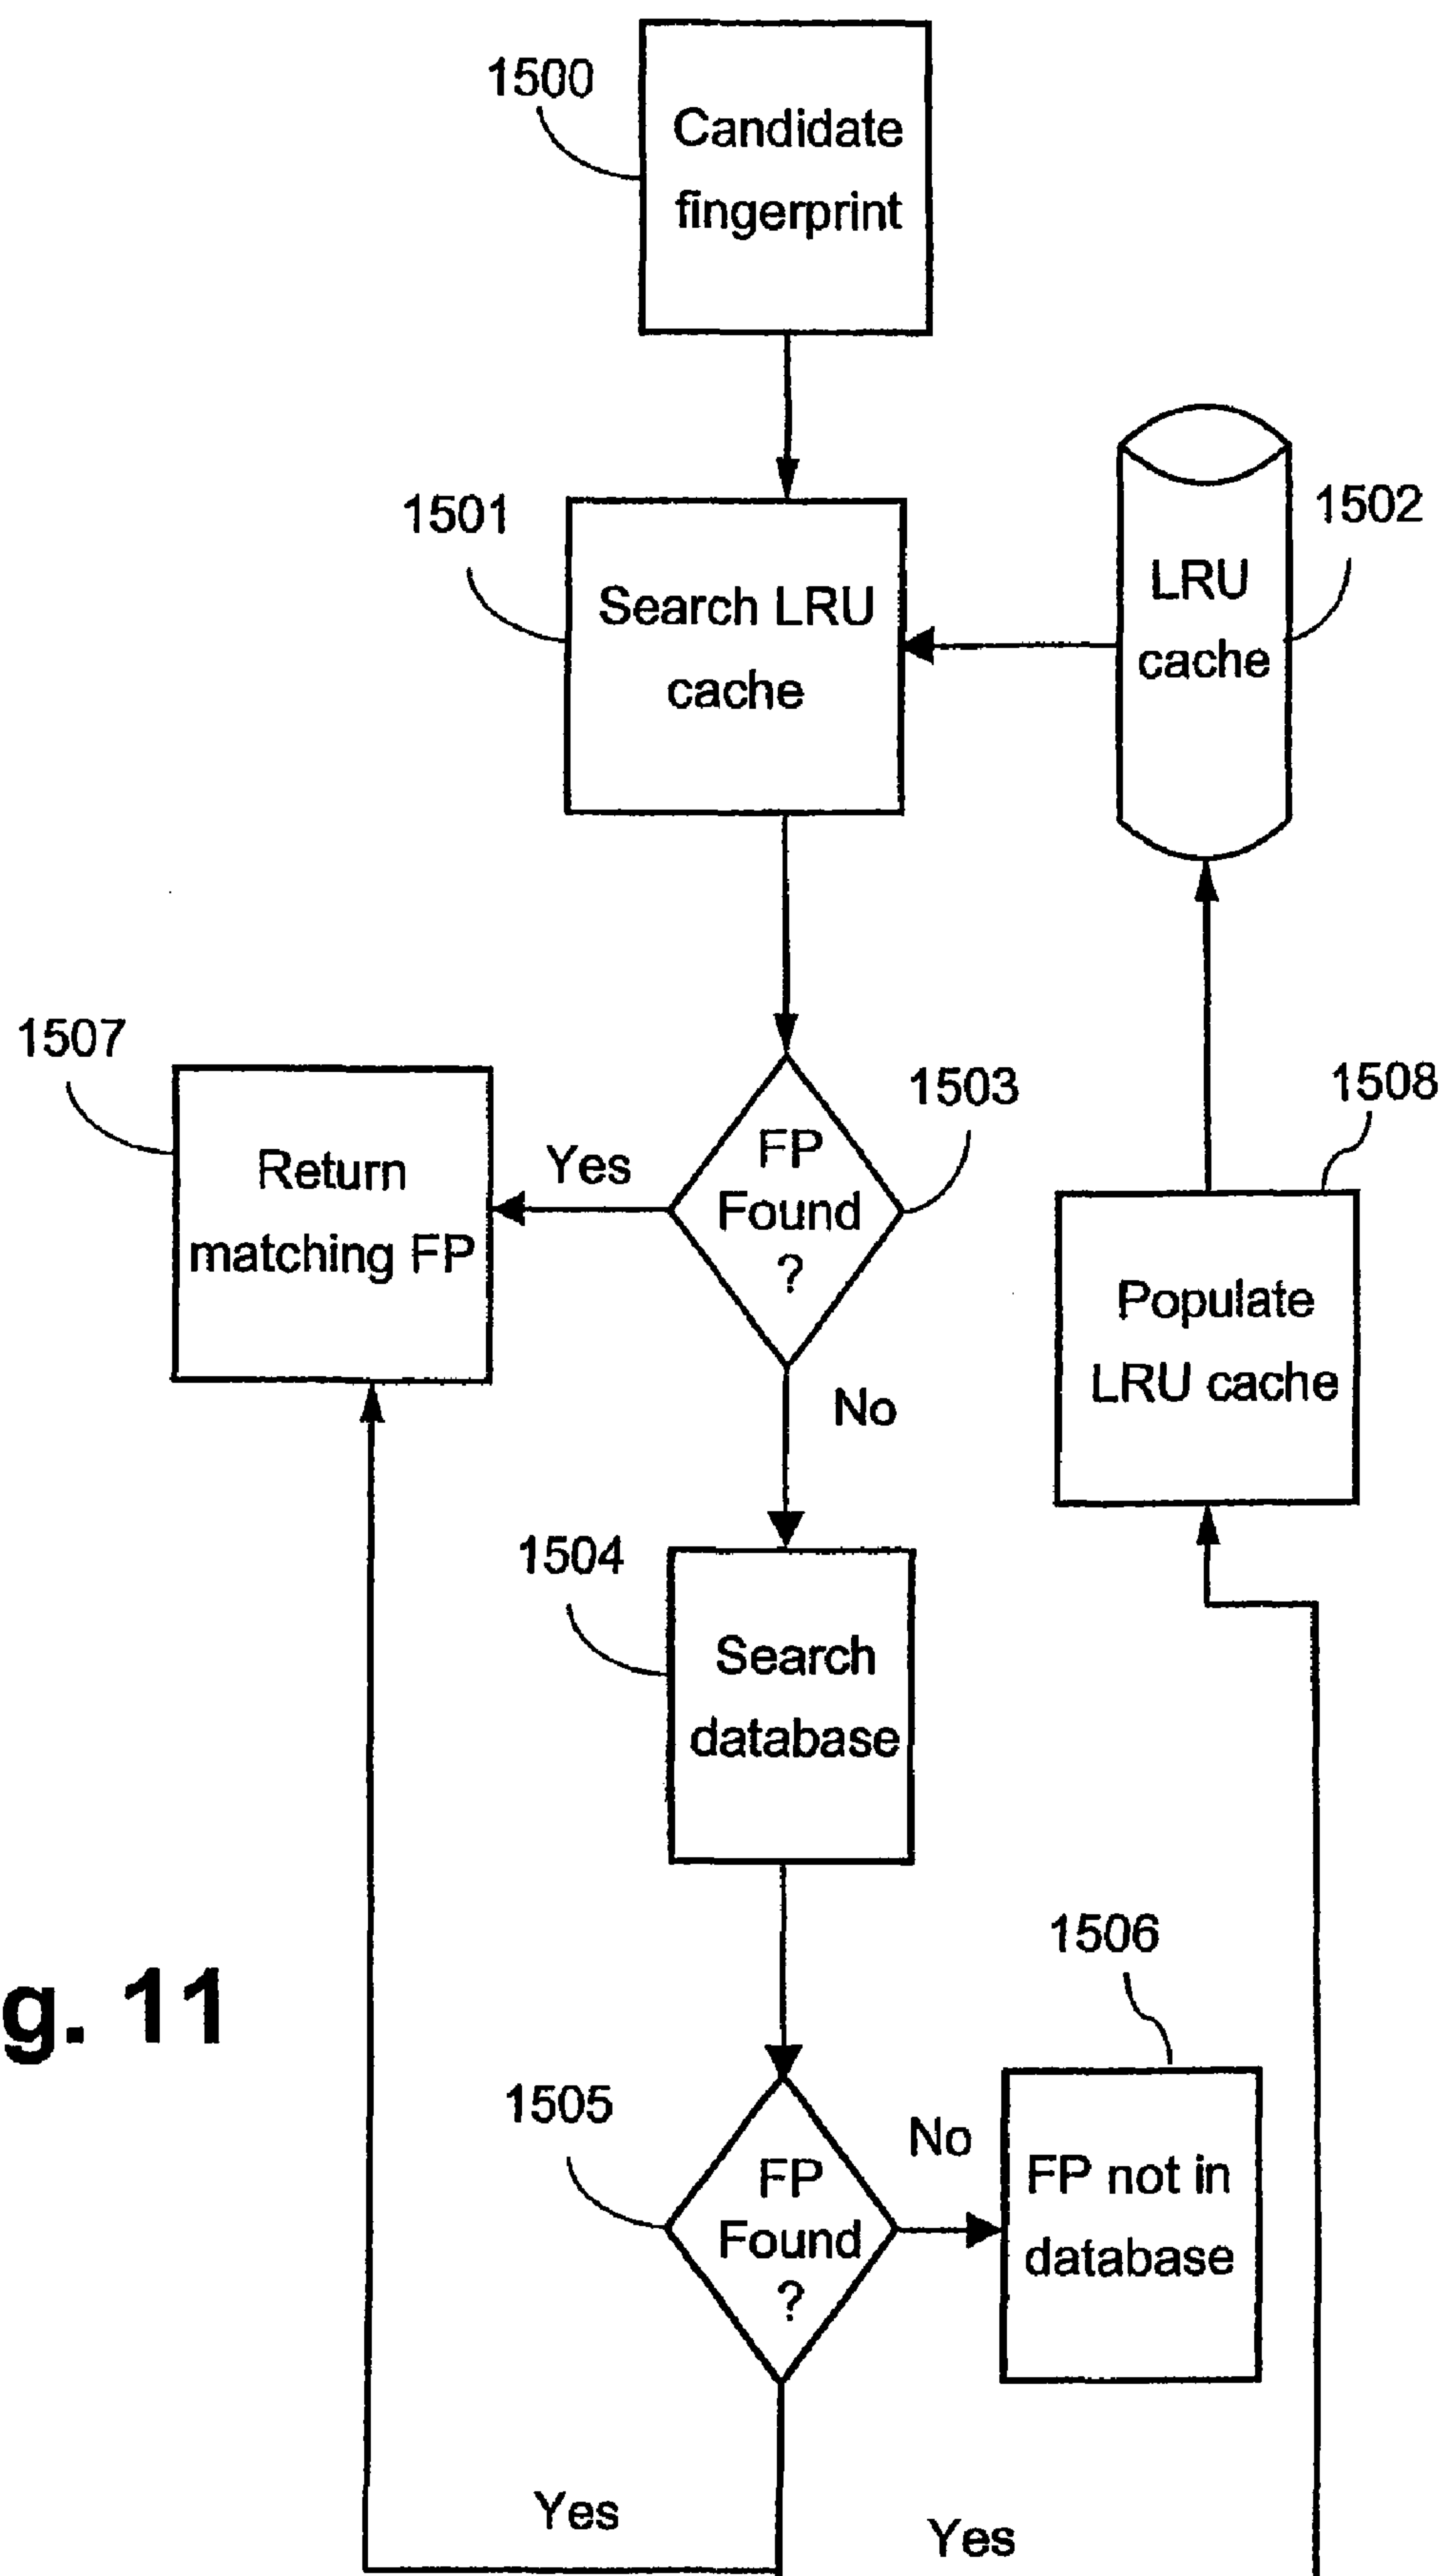 1500
Candidate
fingerprint
1501
Search LRU
cache
1502
LRU
cache
1507
Return
matching FP
Yes
1503
FP
Found
?
No
1508
Populate
LRU cache
1504
Search
database
g. 11
1506
1505
FP
Found
?
No
FP not in
database
Yes
Yes